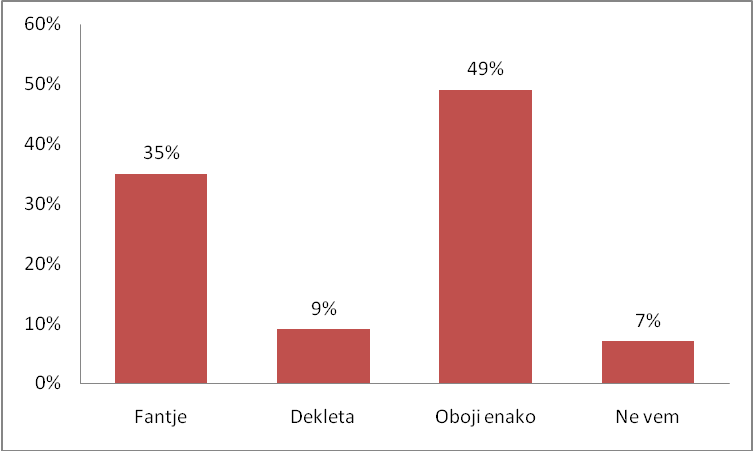 60%
50%
40%
30%
20%
10%
0%
35%
9%
49%
7%
Fantje
Dekleta
Oboji enako
Ne vem